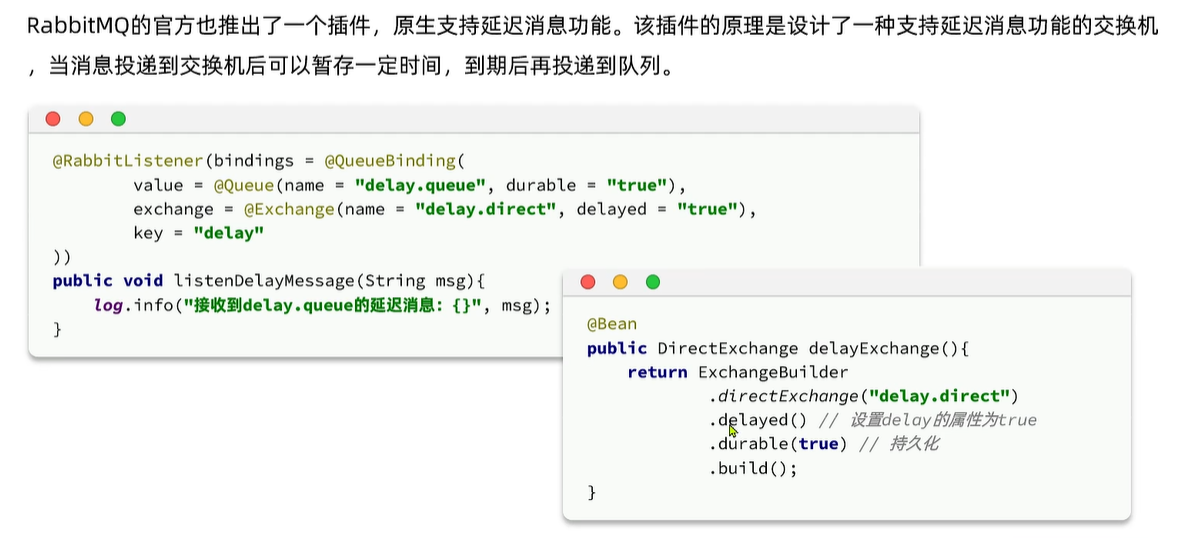 RabbitMQ的官方也推出了一个插件，原生支持延迟消息功能。该插件的原理是设计了一种支持延迟消息功能的交换机
，当消息投递到交换机后可以暂存一定时间，到期后再投递到队列。
@RabbitListener(bindings = @QueueBinding(
value = @Queue(name = "delay.queue", durable = "true"),
exchange = @Exchange(name = "delay.direct", delayed = "true"),
key = "delay"
))
public void listenDelayMessage(String msg){
log.info("接收到delay.queue的延迟消息：{}", msg);
}
@Bean
public DirectExchange delayExchange(){
return ExchangeBuilder
.directExchange("delay.direct")
.delayed() // 设置delay的属性为true
.durable(true) // 持久化
.build();
}